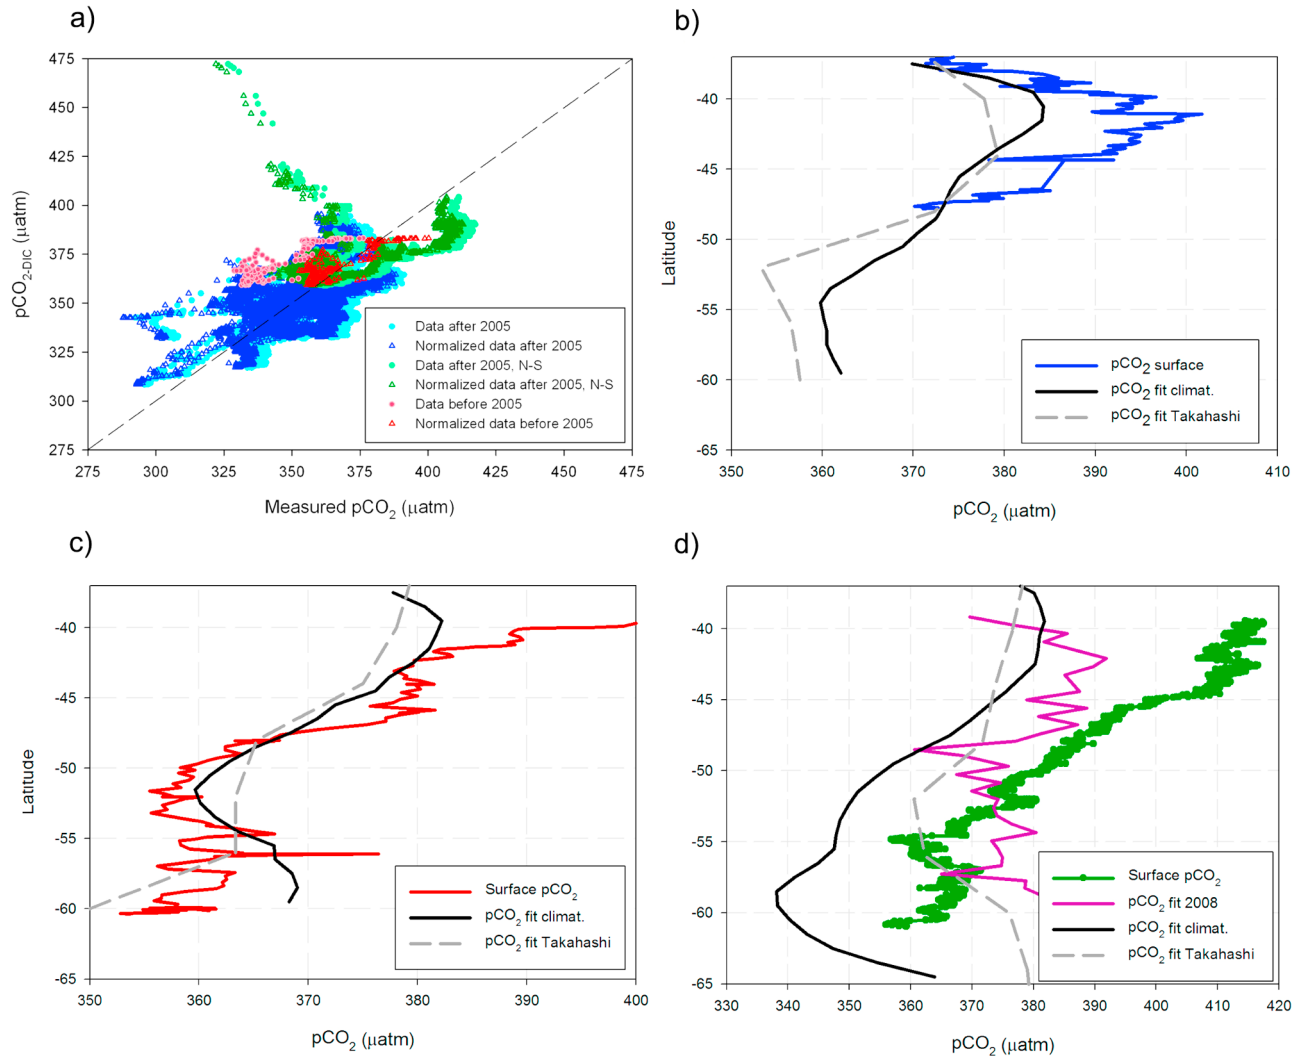 a)
475
450
425
400
375
350
325
300
275
275 300 325 350 375 400 425 450 475
pCO2-DIC (µatm)
Measured pCO2 (µatm)
Data after 2005
Normalized data after 2005
Data after 2005, N-S
Normalized data after 2005, N-S
Data before 2005
Normalized data before 2005
b)
-40
-45
-50
-55
-60
-65
350 360 370 380 390 400 410
Latitude
pCO2 (µatm)
pCO2 surface
pCO2 fit climat.
pCO2 fit Takahashi
c)
-40
-45
-50
-55
-60
-65
350 360 370 380 390 400
Latitude
pCO2 (µatm)
Surface pCO2
pCO2 fit climat.
pCO2 fit Takahashi
d)
-40
-45
-50
-55
-60
-65
330 340 350 360 370 380 390 400 410 420
Latitude
pCO2 (µatm)
Surface pCO2
pCO2 fit 2008
pCO2 fit climat.
pCO2 fit Takahashi